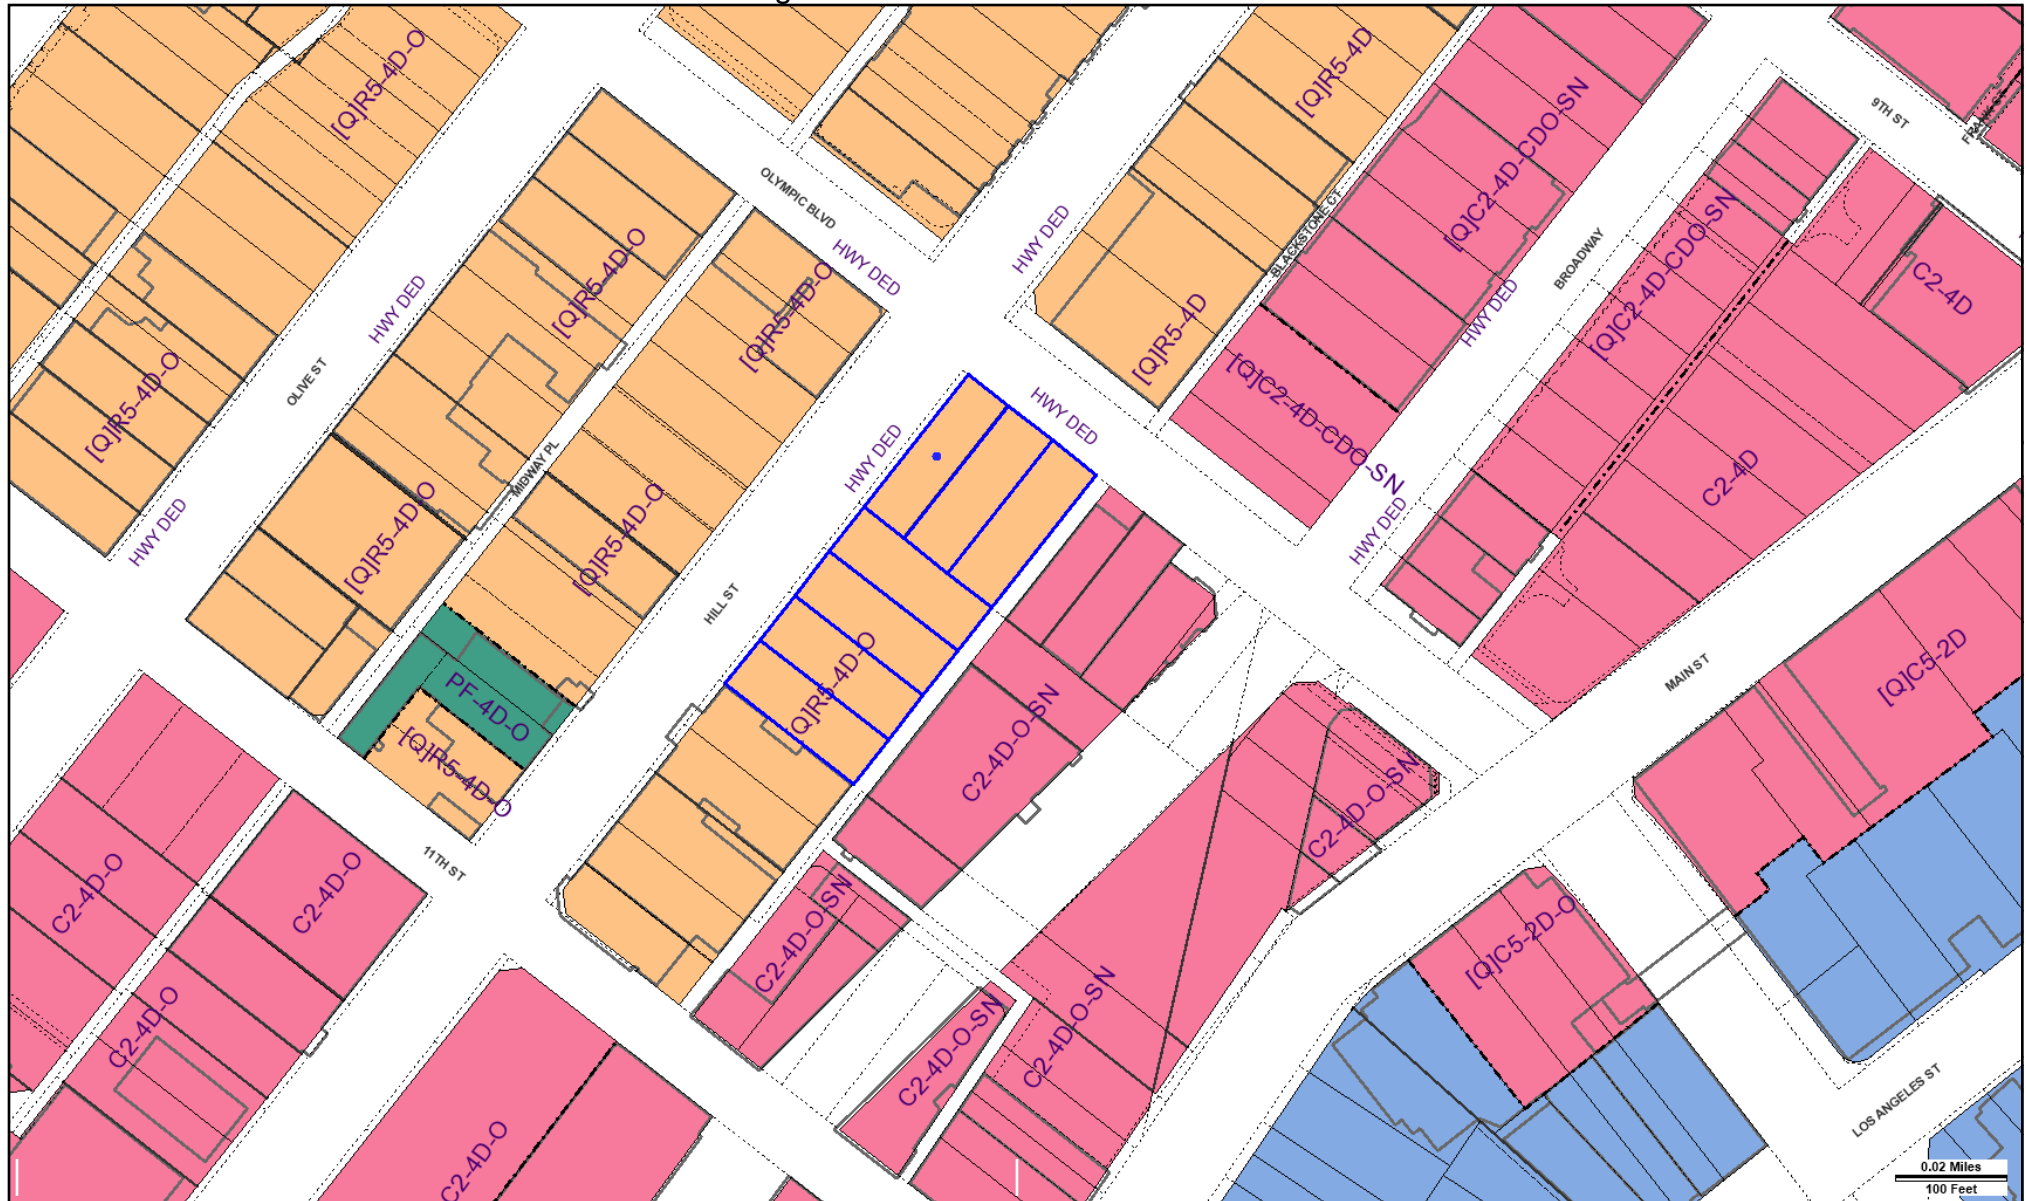 [Q]R5-4D-O
[Q]R5-4D
9TH ST
[Q]C2-4D-CDO-SN
OLYMPIC BLVD
HWY DED
HWY DED
BLACKSTONE CT
[Q]C2-4D-CDO-SN
BROADWAY
C2-4D
HWY DED
[Q]R5-4D-O
[Q]R5-4D-O
[Q]R5-4D
HWY DED
OLIVE ST
[Q]R5-4D-O
HWY DED
[Q]C2-4D-CDO-SN
HWY DED
MIDWAY PL
C2-4D
HWY DED
[Q]R5-4D-O
[Q]R5-4D-O
HWY DED
HILL ST
MAIN ST
[Q]C5-2D
PF-4D-O
[Q]R5-4D-O
[Q]R5-4D-O
C2-4D-O-SN
C2-4D-O-SN
11TH ST
C2-4D-O
C2-4D-O
C2-4D-O-SN
[Q]C5-2D-O
C2-4D-O
C2-4D-O-SN
C2-4D-O-SN
LOS ANGELES ST
C2-4D-O
0.02 Miles
100 Feet